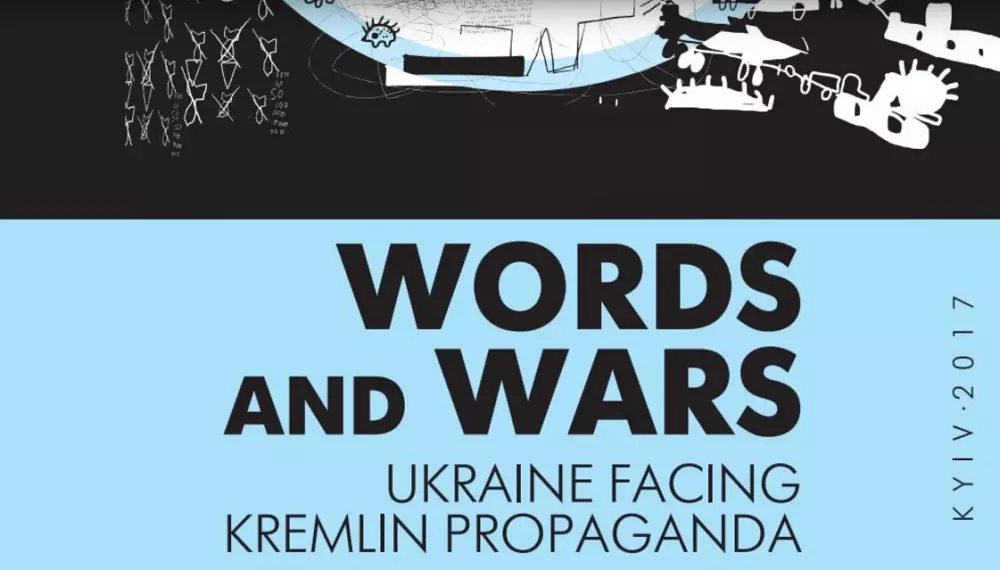 WORDS
AND WARS
UKRAINE FACING
KREMLIN PROPAGANDA
KYIV·2017